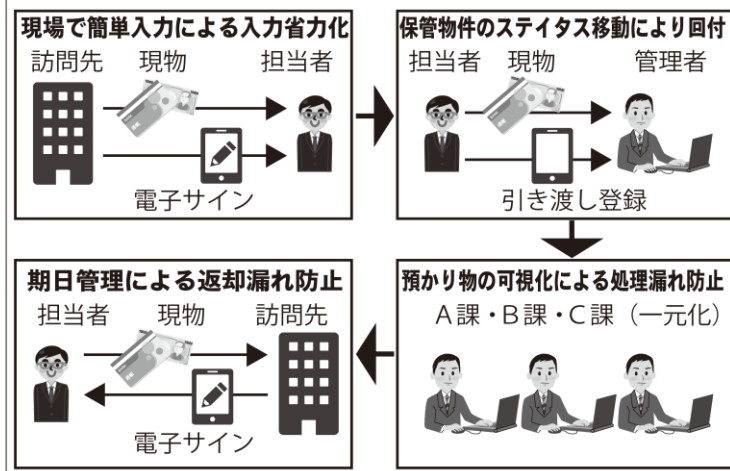 現場で簡単入力による入力省力化
訪問先 現物 担当者
電子サイン
保管物件のステイタス移動により回付
担当者 現物 管理者
引き渡し登録
預かり物の可視化による処理漏れ防止
A課・B課・C課（一元化）
期日管理による返却漏れ防止
担当者 現物 訪問先
電子サイン